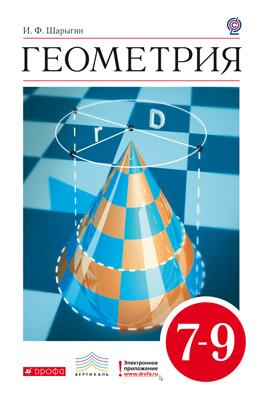 И. Ф. Шарыгин
ГЕОМЕТРИЯ
r D
7-9
дрофа
ВЕРТИКАЛЬ
! Электронное
приложение
www.drofa.ru